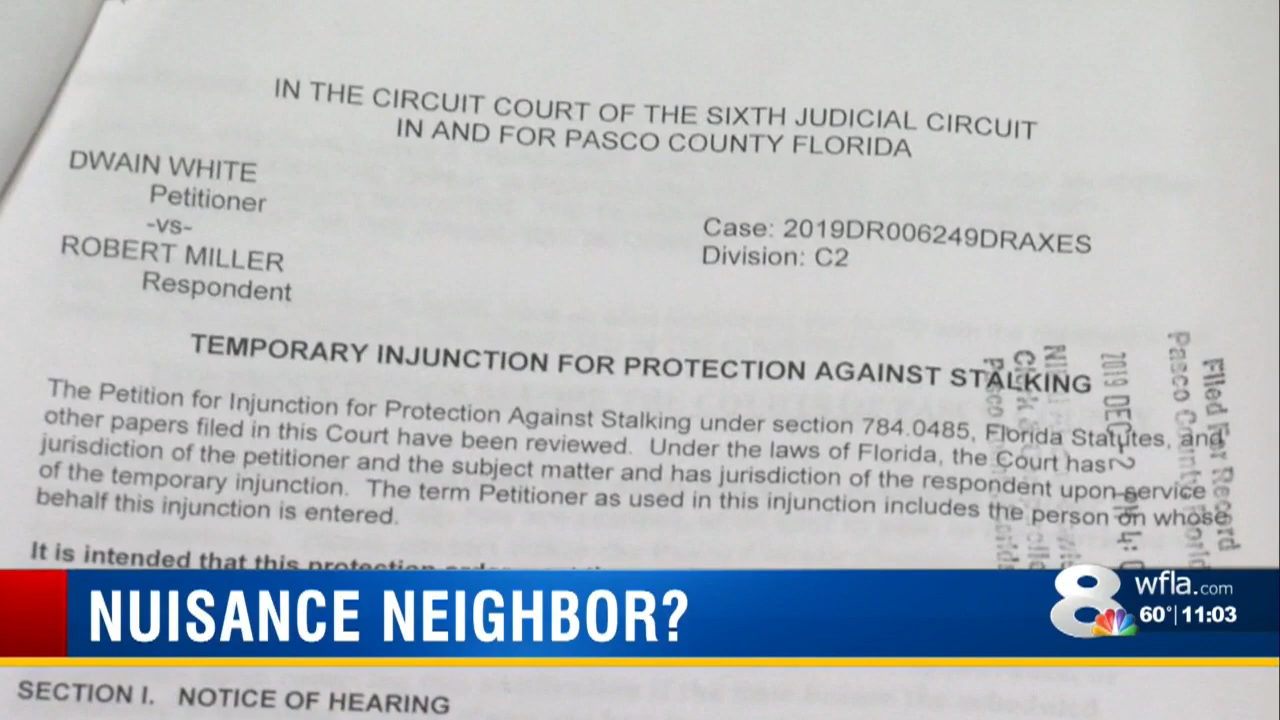 IN THE CIRCUIT COURT OF THE SIXTH JUDICIAL CIRCUIT
IN AND FOR PASCO COUNTY FLORIDA
DWAIN WHITE
Petitioner
-vs-
ROBERT MILLER
Respondent
Case: 2019DR006249DRAXES
Division: C2
TEMPORARY INJUNCTION FOR PROTECTION AGAINST STALKING
The Petition for Injunction for Protection Against Stalking under section 784.0485, Florida Statutes, and
other papers filed in this Court have been reviewed. Under the laws of Florida, the Court has
jurisdiction of the petitioner and the subject matter and has jurisdiction of the respondent upon service
of the temporary injunction. The term Petitioner as used in this injunction includes the person on whose
behalf this injunction is entered.
It is intended that this protection
Filed For Record
Pasco County
2019 DEC -2
Pasco
NUISANCE NEIGHBOR?
8 wfla.com
60° | 11:03
SECTION I. NOTICE OF HEARING